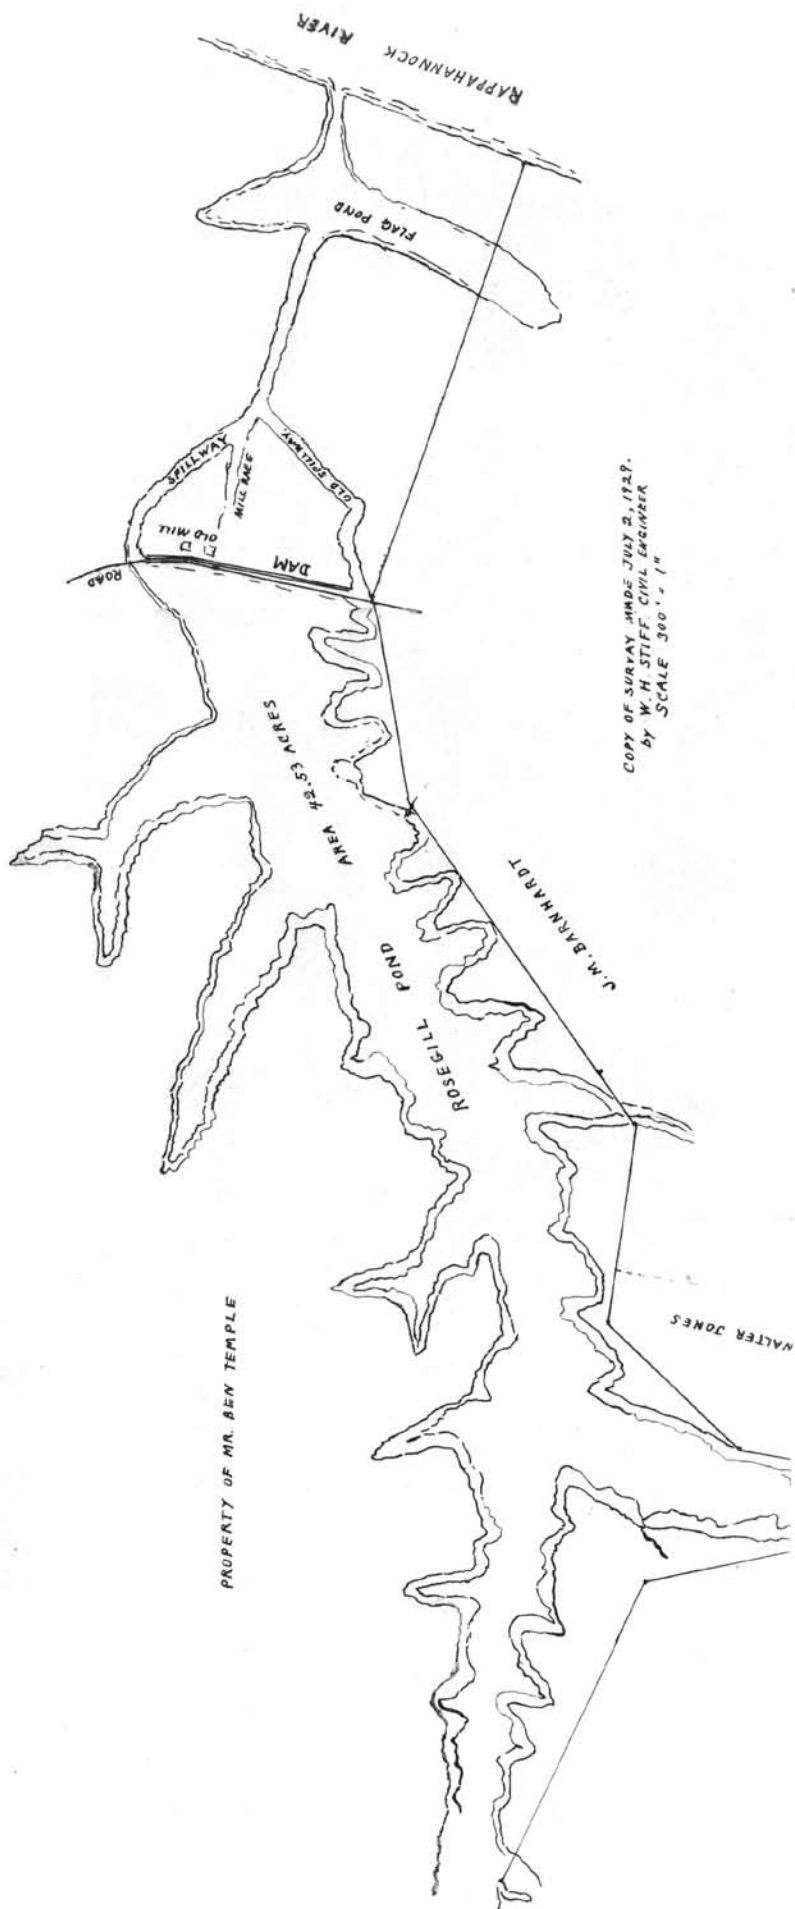 RAPPAHANNOCK RIVER
FLAG POND
SPILLWAY
MILL RACE
OLD SPILLWAY
OLD MILL
DAM
ROAD
AREA 42.53 ACRES
ROSEGILL POND
J.M. BARNHARDT
COPY OF SURVAY MADE JULY 2, 1929.
by W. H. STIFF. CIVIL ENGINEER
SCALE 300' = 1"
WALTER JONES
PROPERTY OF MR. BEN TEMPLE